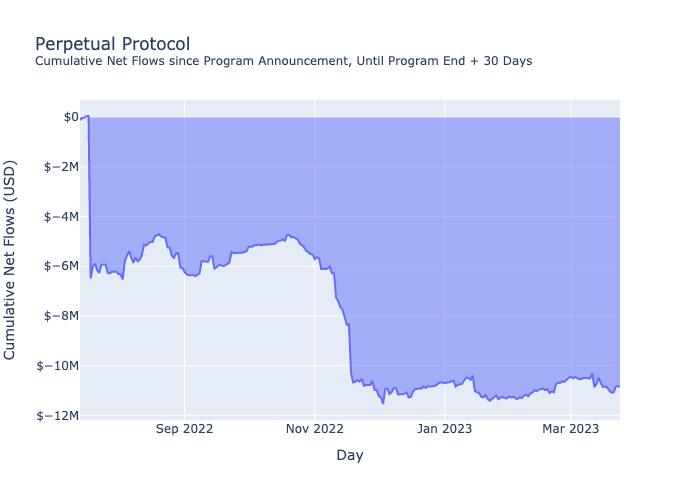 Perpetual Protocol
Cumulative Net Flows since Program Announcement, Until Program End + 30 Days
$0
$−2M
$−4M
$−6M
$−8M
$−10M
$−12M
Cumulative Net Flows (USD)
Sep 2022
Nov 2022
Jan 2023
Mar 2023
Day